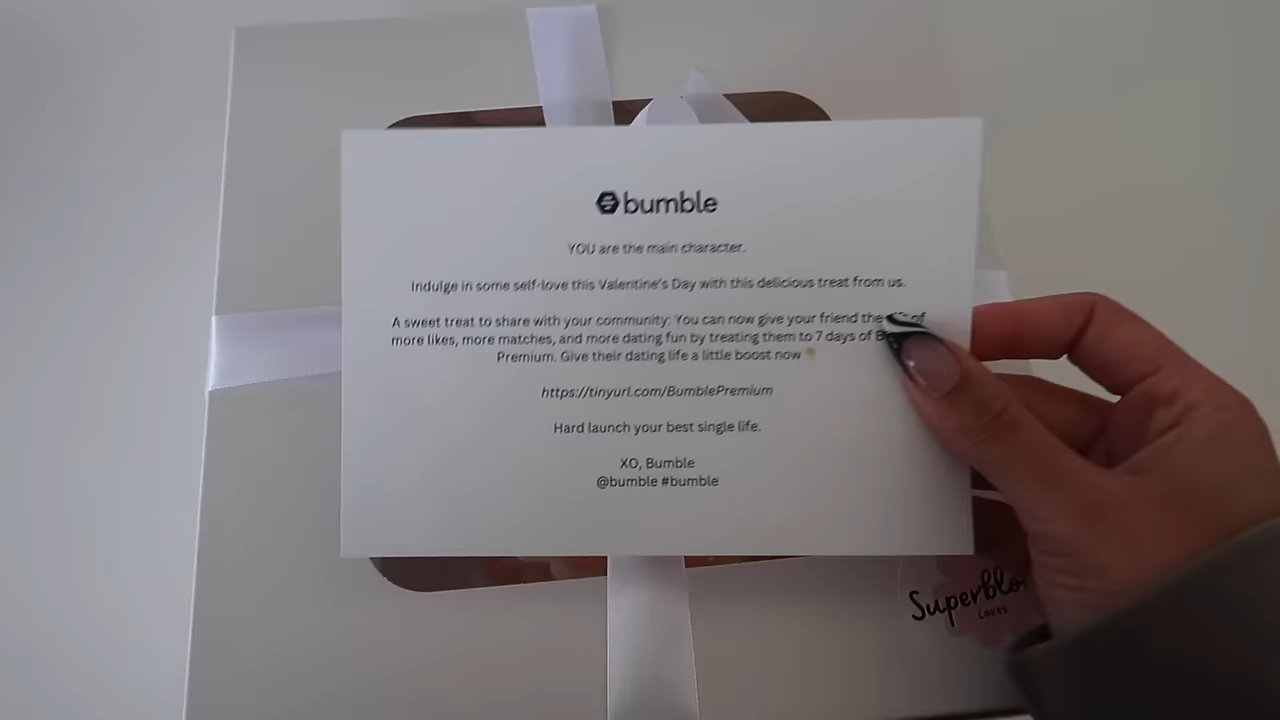 bumble
YOU are the main character.
Indulge in some self-love this Valentine's Day with this delicious treat from us.
A sweet treat to share with your community: You can now give your friend the of
more likes, more matches, and more dating fun by treating them to 7 days of
Premium. Give their dating life a little boost now 👇
https://tinyurl.com/BumblePremium
Hard launch your best single life.
XO, Bumble
@bumble #bumble
Cakes